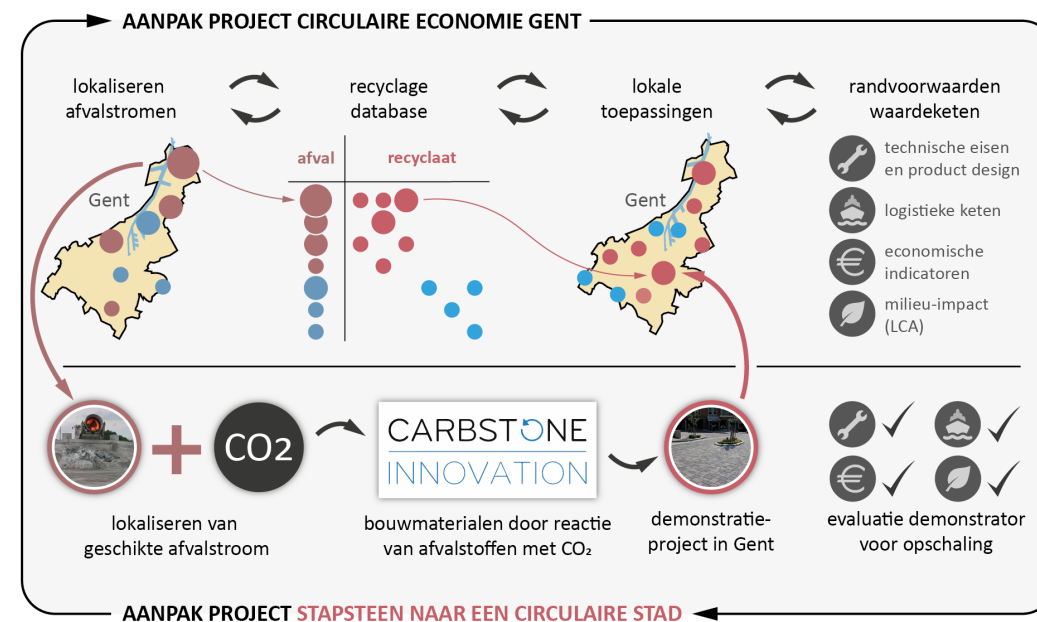 AANPAK PROJECT CIRCULAIRE ECONOMIE GENT
lokaliseren
afvalstromen
recyclage
database
lokale
toepassingen
randvoorwaarden
waardeketen
afval
recyclaat
Gent
Gent
technische eisen
en product design
logistieke keten
economische
indicatoren
milieu-impact
(LCA)
CO2
CARBSTONE
INNOVATION
lokaliseren van
geschikte afvalstroom
bouwmaterialen door reactie
van afvalstoffen met CO₂
demonstratie-
project in Gent
evaluatie demonstrator
voor opschaling
AANPAK PROJECT STAPSTEEN NAAR EEN CIRCULAIRE STAD